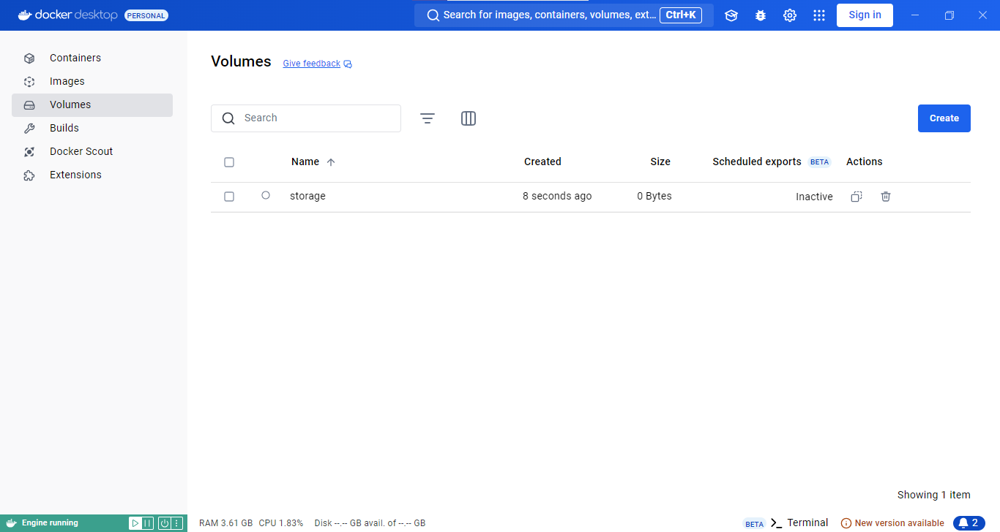 docker desktop PERSONAL
Search for images, containers, volumes, ext... Ctrl+K
Sign in
Containers
Images
Volumes
Builds
Docker Scout
Extensions
Volumes Give feedback
Search
Create
Name Created Size Scheduled exports BETA Actions
storage 8 seconds ago 0 Bytes Inactive
Showing 1 item
Engine running
RAM 3.61 GB CPU 1.83% Disk --.-- GB avail. of --.-- GB
BETA Terminal New version available 2